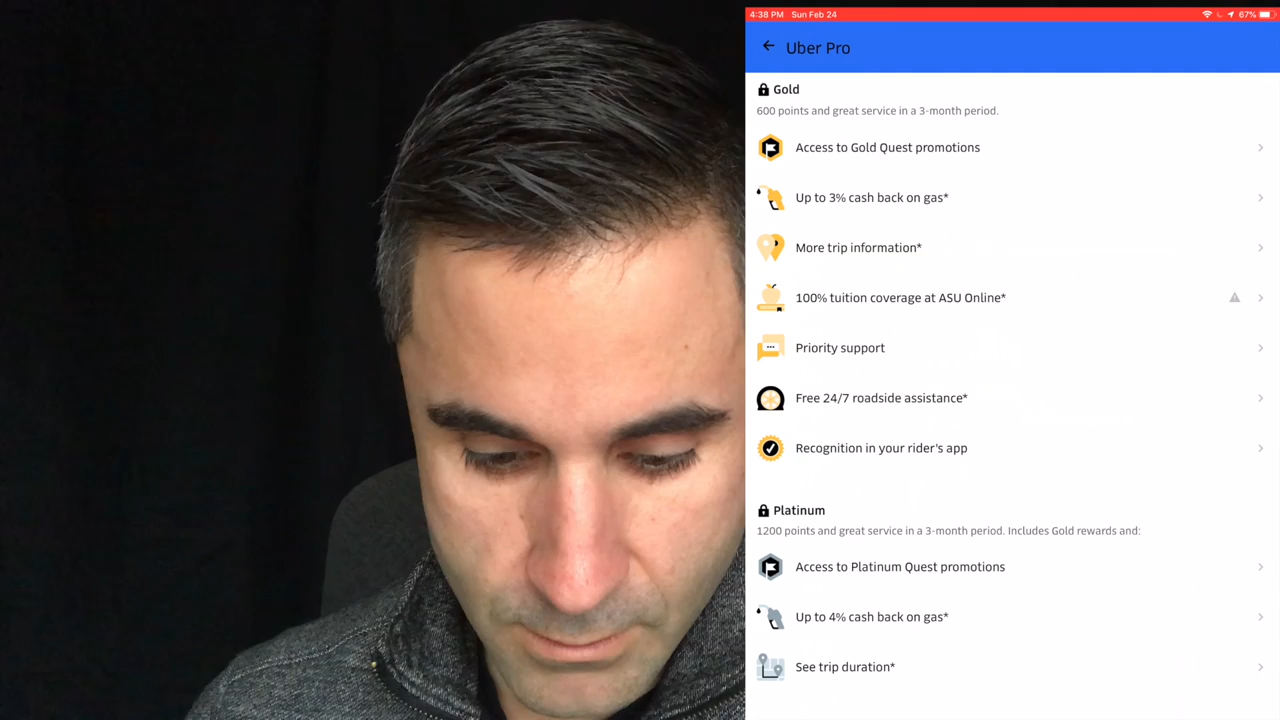 4:38 PM Sun Feb 24 67%
Uber Pro
Gold
600 points and great service in a 3-month period.
Access to Gold Quest promotions
Up to 3% cash back on gas*
More trip information*
100% tuition coverage at ASU Online*
Priority support
Free 24/7 roadside assistance*
Recognition in your rider's app
Platinum
1200 points and great service in a 3-month period. Includes Gold rewards and:
Access to Platinum Quest promotions
Up to 4% cash back on gas*
See trip duration*